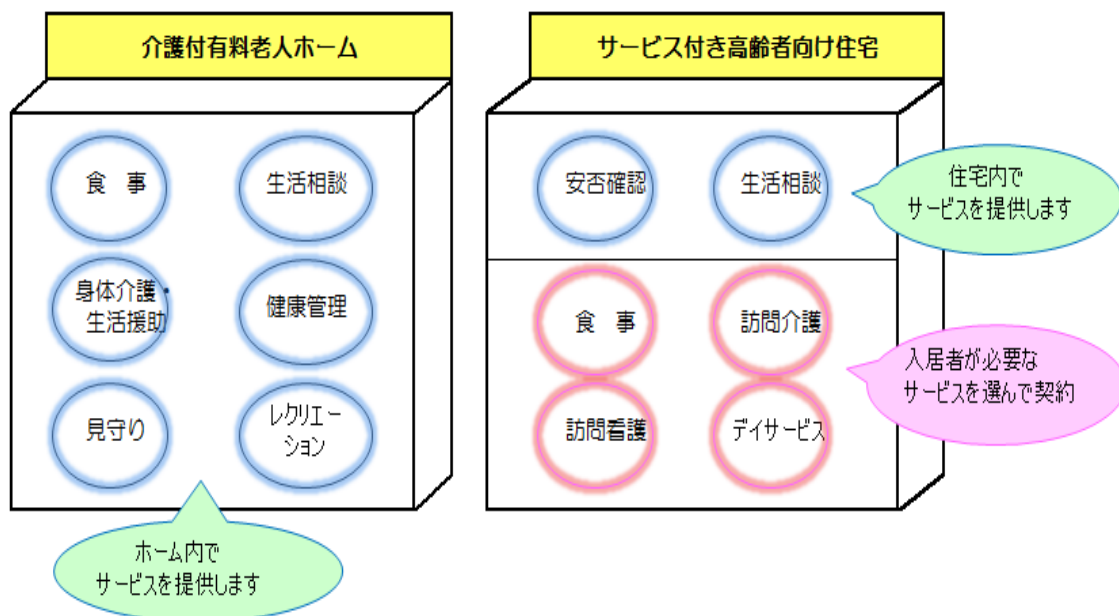 介護付有料老人ホーム
食　事
生活相談
身体介護・
生活援助
健康管理
見守り
レクリエー
ション
ホーム内で
サービスを提供します
サービス付き高齢者向け住宅
安否確認
生活相談
住宅内で
サービスを提供します
食　事
訪問介護
訪問看護
デイサービス
入居者が必要な
サービスを選んで契約